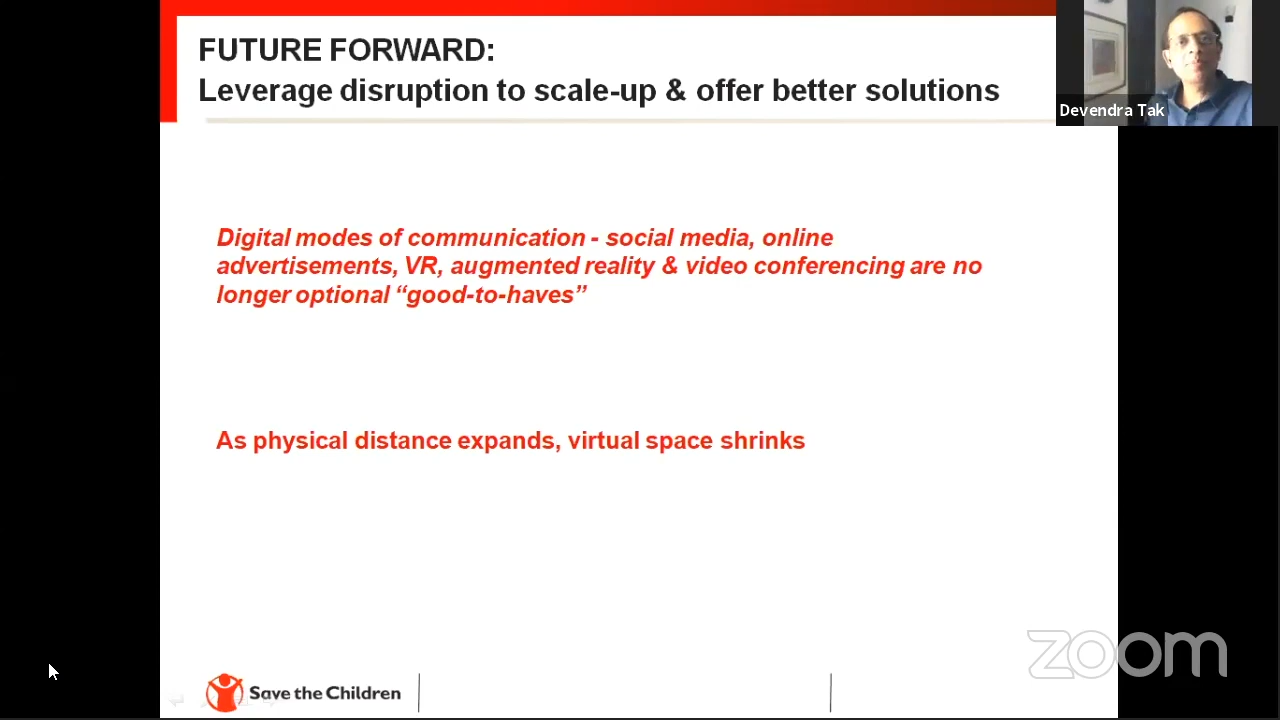 FUTURE FORWARD:
Leverage disruption to scale-up & offer better solutions
Devendra Tak
Digital modes of communication - social media, online
advertisements, VR, augmented reality & video conferencing are no
longer optional “good-to-haves”
As physical distance expands, virtual space shrinks
zoom
Save the Children